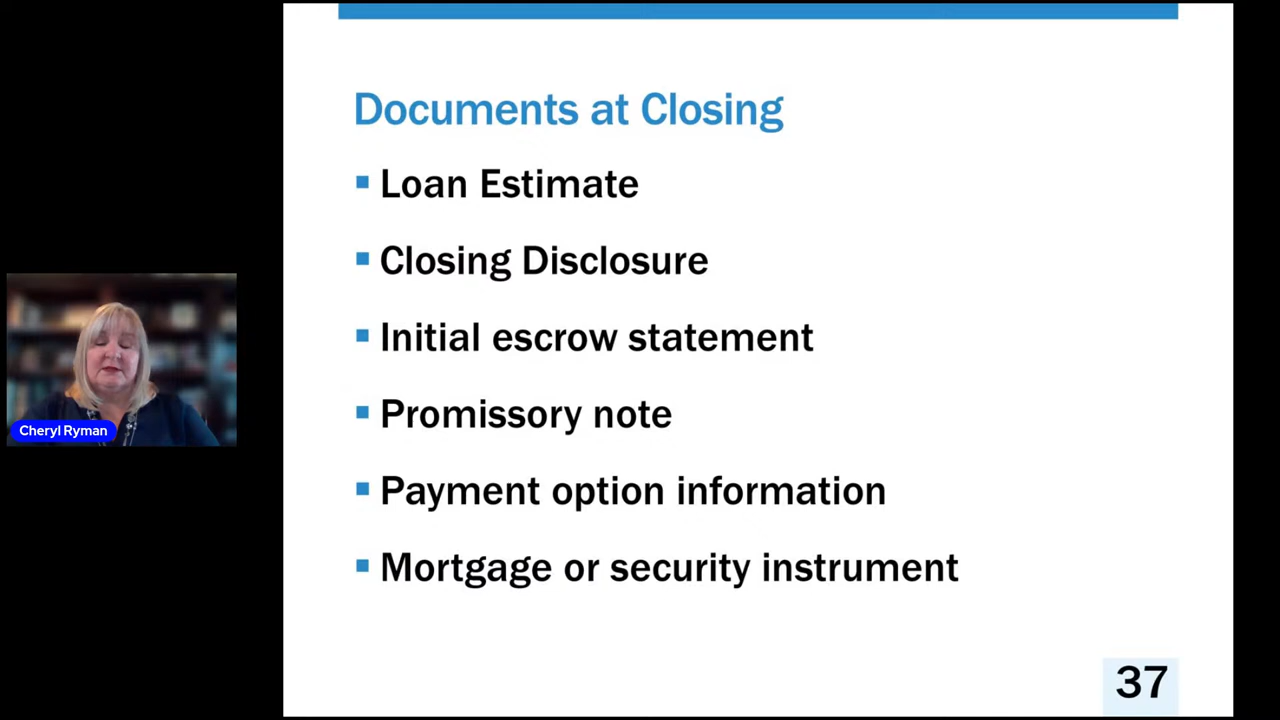 Documents at Closing
Loan Estimate
Closing Disclosure
Initial escrow statement
Promissory note
Payment option information
Mortgage or security instrument
Cheryl Ryman
37